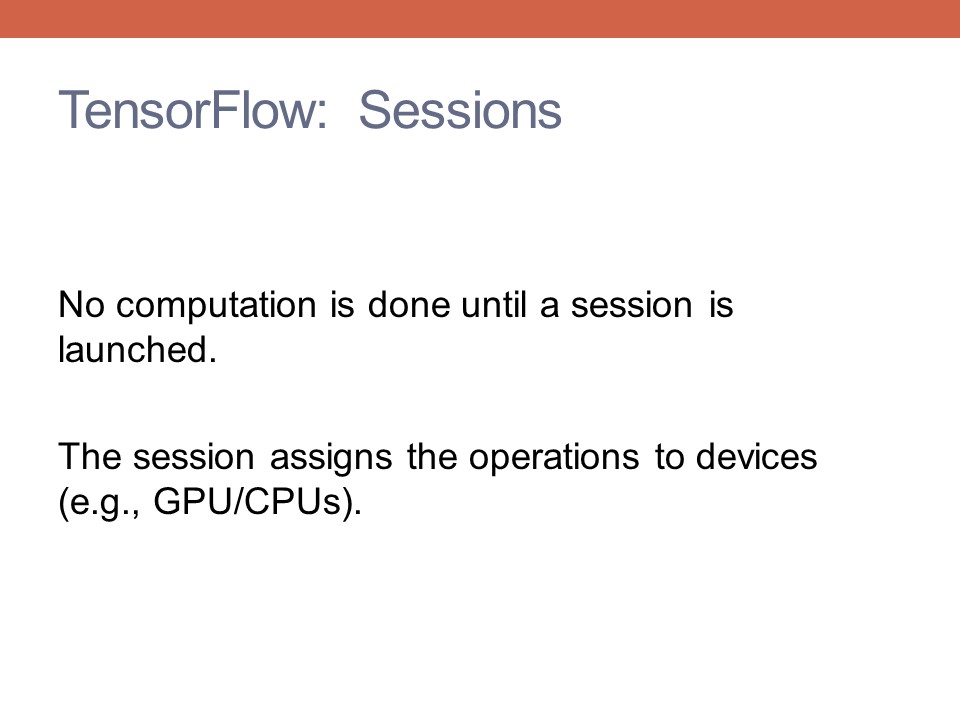 TensorFlow: Sessions
No computation is done until a session is
launched.
The session assigns the operations to devices
(e.g., GPU/CPUs).